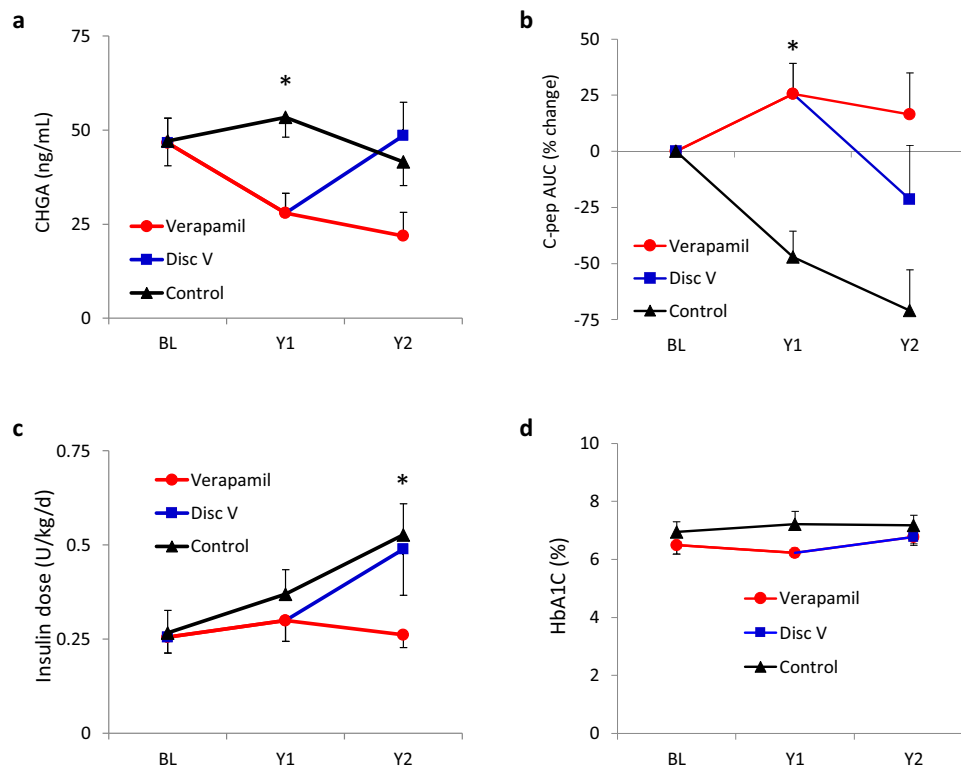 a
CHGA (ng/mL)
75
50
25
0
*
Verapamil
Disc V
Control
BL
Y1
Y2
b
C-pep AUC (% change)
50
25
0
-25
-50
-75
*
Verapamil
Disc V
Control
BL
Y1
Y2
c
Insulin dose (U/kg/d)
0.75
0.5
0.25
0
*
Verapamil
Disc V
Control
BL
Y1
Y2
d
HbA1C (%)
10
8
6
4
2
0
Verapamil
Disc V
Control
BL
Y1
Y2